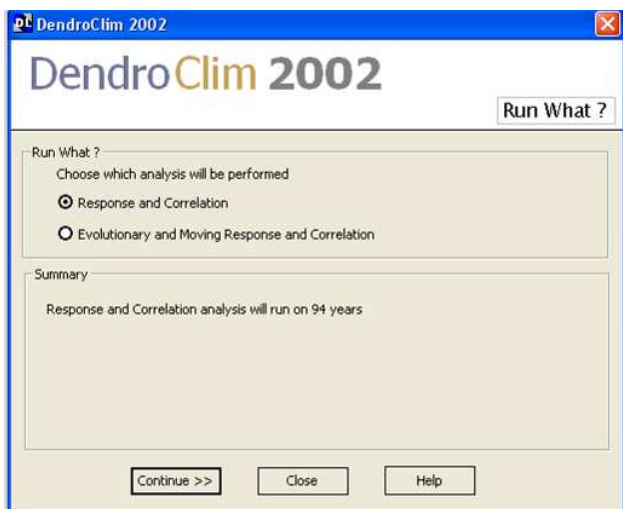 DendroClim 2002
DendroClim 2002
Run What ?
Run What ?
Choose which analysis will be performed
Response and Correlation
Evolutionary and Moving Response and Correlation
Summary
Response and Correlation analysis will run on 94 years
Continue >>
Close
Help